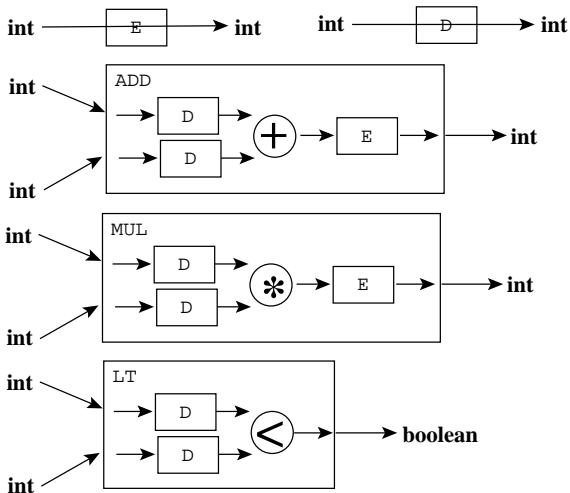 int E int int D int
int
ADD
D
+ E int
D
int
int
MUL
D
* E int
D
int
int
LT
D
< boolean
D
int